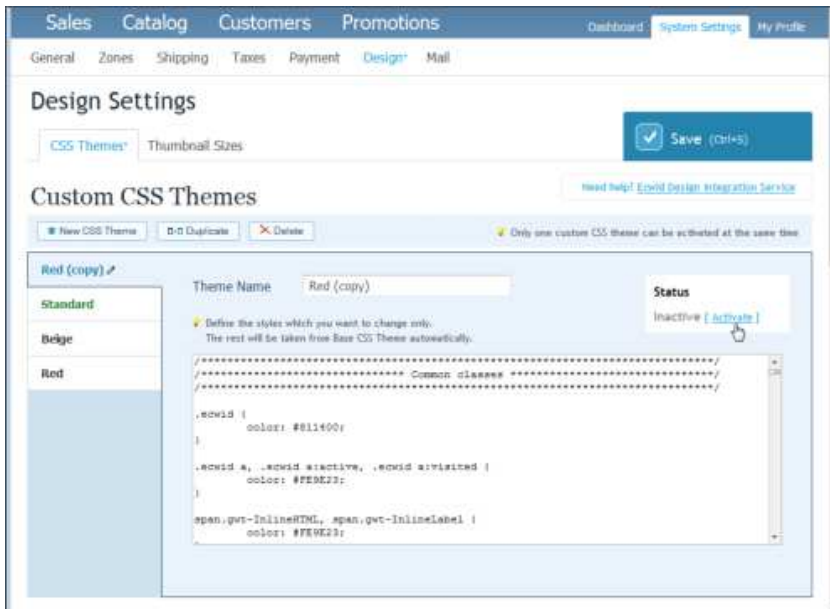 Sales Catalog Customers Promotions Dashboard System Settings My Profile
General Zones Shipping Taxes Payment Design* Mail
Design Settings
CSS Themes* Thumbnail Sizes
Save (Ctrl+S)
Custom CSS Themes
Need help? Ecwid Design Integration Service
New CSS Theme Duplicate Delete
Only one custom CSS theme can be activated at the same time
Red (copy)
Standard
Beige
Red
Theme Name Red (copy)
Status
Inactive [ Activate ]
Define the styles which you want to change only.
The rest will be taken from Base CSS Theme automatically.
Common classes
.ecwid {
color: #811400;
}
.ecwid a, .ecwid a:active, .ecwid a:visited {
color: #FE9E23;
}
span.gwt-InlineHTML, span.gwt-InlineLabel {
color: #FE9E23;